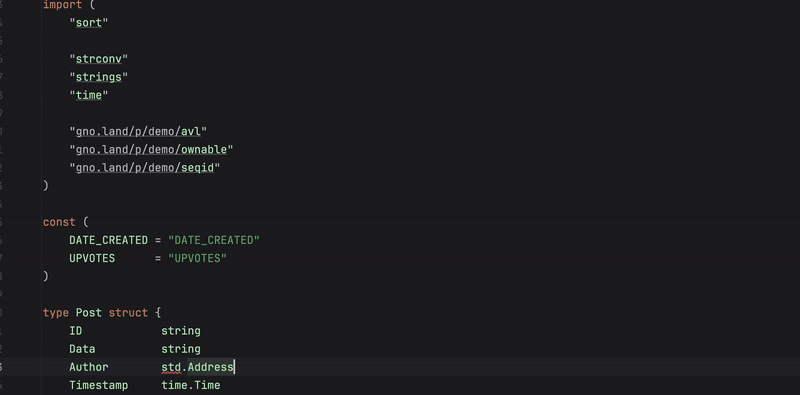 import (
"sort"
"strconv"
"strings"
"time"
"gno.land/p/demo/avl"
"gno.land/p/demo/ownable"
"gno.land/p/demo/seqid"
)
const (
DATE_CREATED = "DATE_CREATED"
UPVOTES = "UPVOTES"
)
type Post struct {
ID string
Data string
Author std.Address
Timestamp time.Time